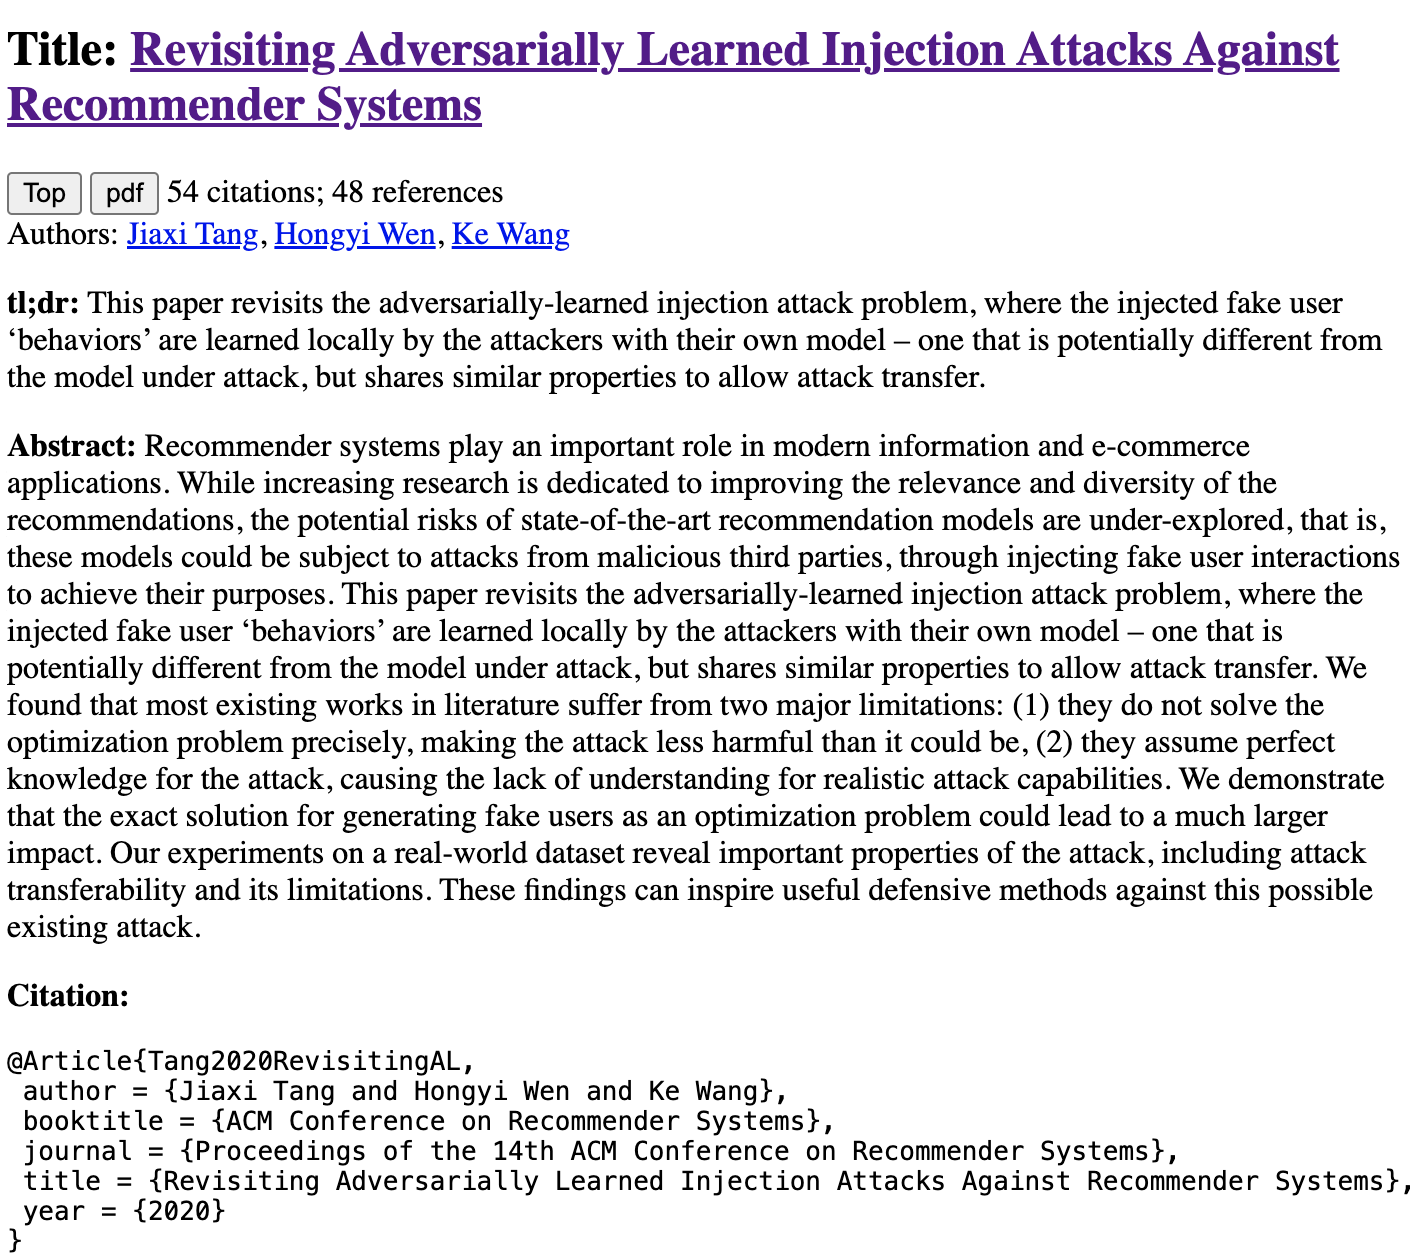 Title: Revisiting Adversarially Learned Injection Attacks Against
Recommender Systems
Top pdf 54 citations; 48 references
Authors: Jiaxi Tang, Hongyi Wen, Ke Wang
tl;dr: This paper revisits the adversarially-learned injection attack problem, where the injected fake user
‘behaviors’ are learned locally by the attackers with their own model – one that is potentially different from
the model under attack, but shares similar properties to allow attack transfer.
Abstract: Recommender systems play an important role in modern information and e-commerce
applications. While increasing research is dedicated to improving the relevance and diversity of the
recommendations, the potential risks of state-of-the-art recommendation models are under-explored, that is,
these models could be subject to attacks from malicious third parties, through injecting fake user interactions
to achieve their purposes. This paper revisits the adversarially-learned injection attack problem, where the
injected fake user ‘behaviors’ are learned locally by the attackers with their own model – one that is
potentially different from the model under attack, but shares similar properties to allow attack transfer. We
found that most existing works in literature suffer from two major limitations: (1) they do not solve the
optimization problem precisely, making the attack less harmful than it could be, (2) they assume perfect
knowledge for the attack, causing the lack of understanding for realistic attack capabilities. We demonstrate
that the exact solution for generating fake users as an optimization problem could lead to a much larger
impact. Our experiments on a real-world dataset reveal important properties of the attack, including attack
transferability and its limitations. These findings can inspire useful defensive methods against this possible
existing attack.
Citation:
@Article{Tang2020RevisitingAL,
 author = {Jiaxi Tang and Hongyi Wen and Ke Wang},
 booktitle = {ACM Conference on Recommender Systems},
 journal = {Proceedings of the 14th ACM Conference on Recommender Systems},
 title = {Revisiting Adversarially Learned Injection Attacks Against Recommender Systems},
 year = {2020}
}